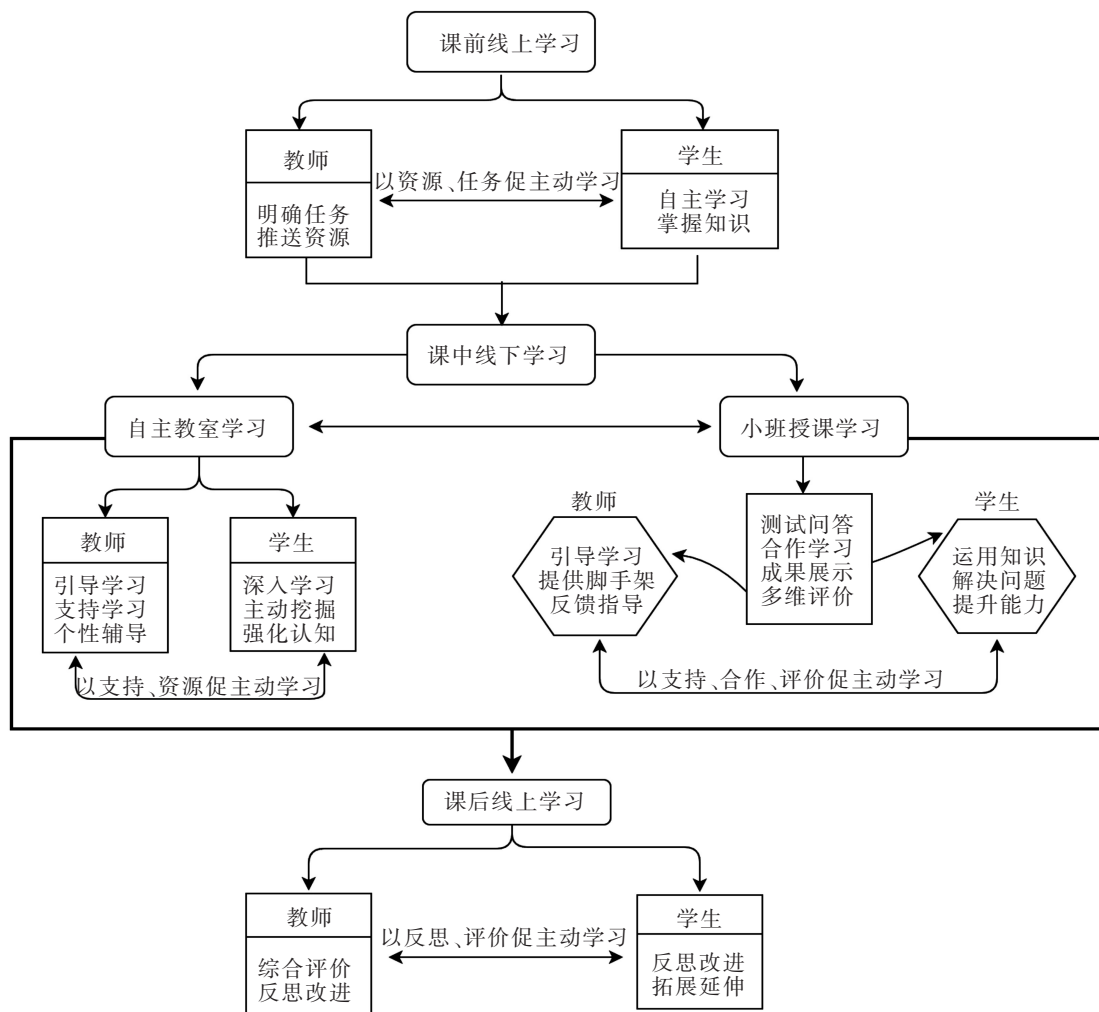 课前线上学习
教师
学生
以资源、任务促主动学习
明确任务
推送资源
自主学习
掌握知识
课中线下学习
自主教室学习
小班授课学习
教师
引导学习
支持学习
个性辅导
学生
深入学习
主动挖掘
强化认知
以支持、资源促主动学习
教师
引导学习
提供脚手架
反馈指导
测试问答
合作学习
成果展示
多维评价
学生
运用知识
解决问题
提升能力
以支持、合作、评价促主动学习
课后线上学习
教师
综合评价
反思改进
以反思、评价促主动学习
学生
反思改进
拓展延伸